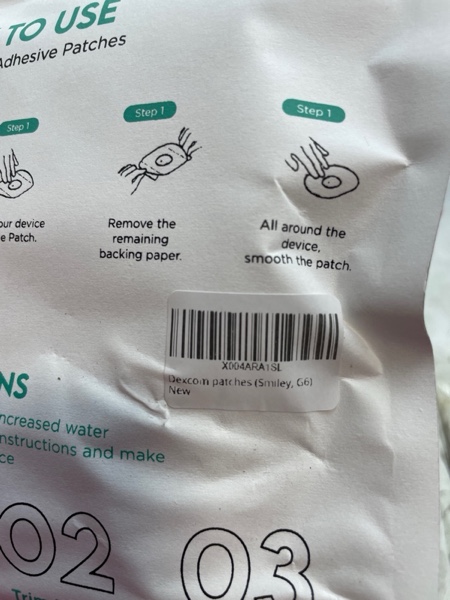 TO USE
Adhesive Patches
Step 1
Step 1
Step 1
our device
e Patch.
Remove the
remaining
backing paper.
All around the
device,
smooth the patch.
X004ARA1SL
Dexcom patches (Smiley, G6)
New
NS
ncreased water
nstructions and make
ce
02
03
Trim